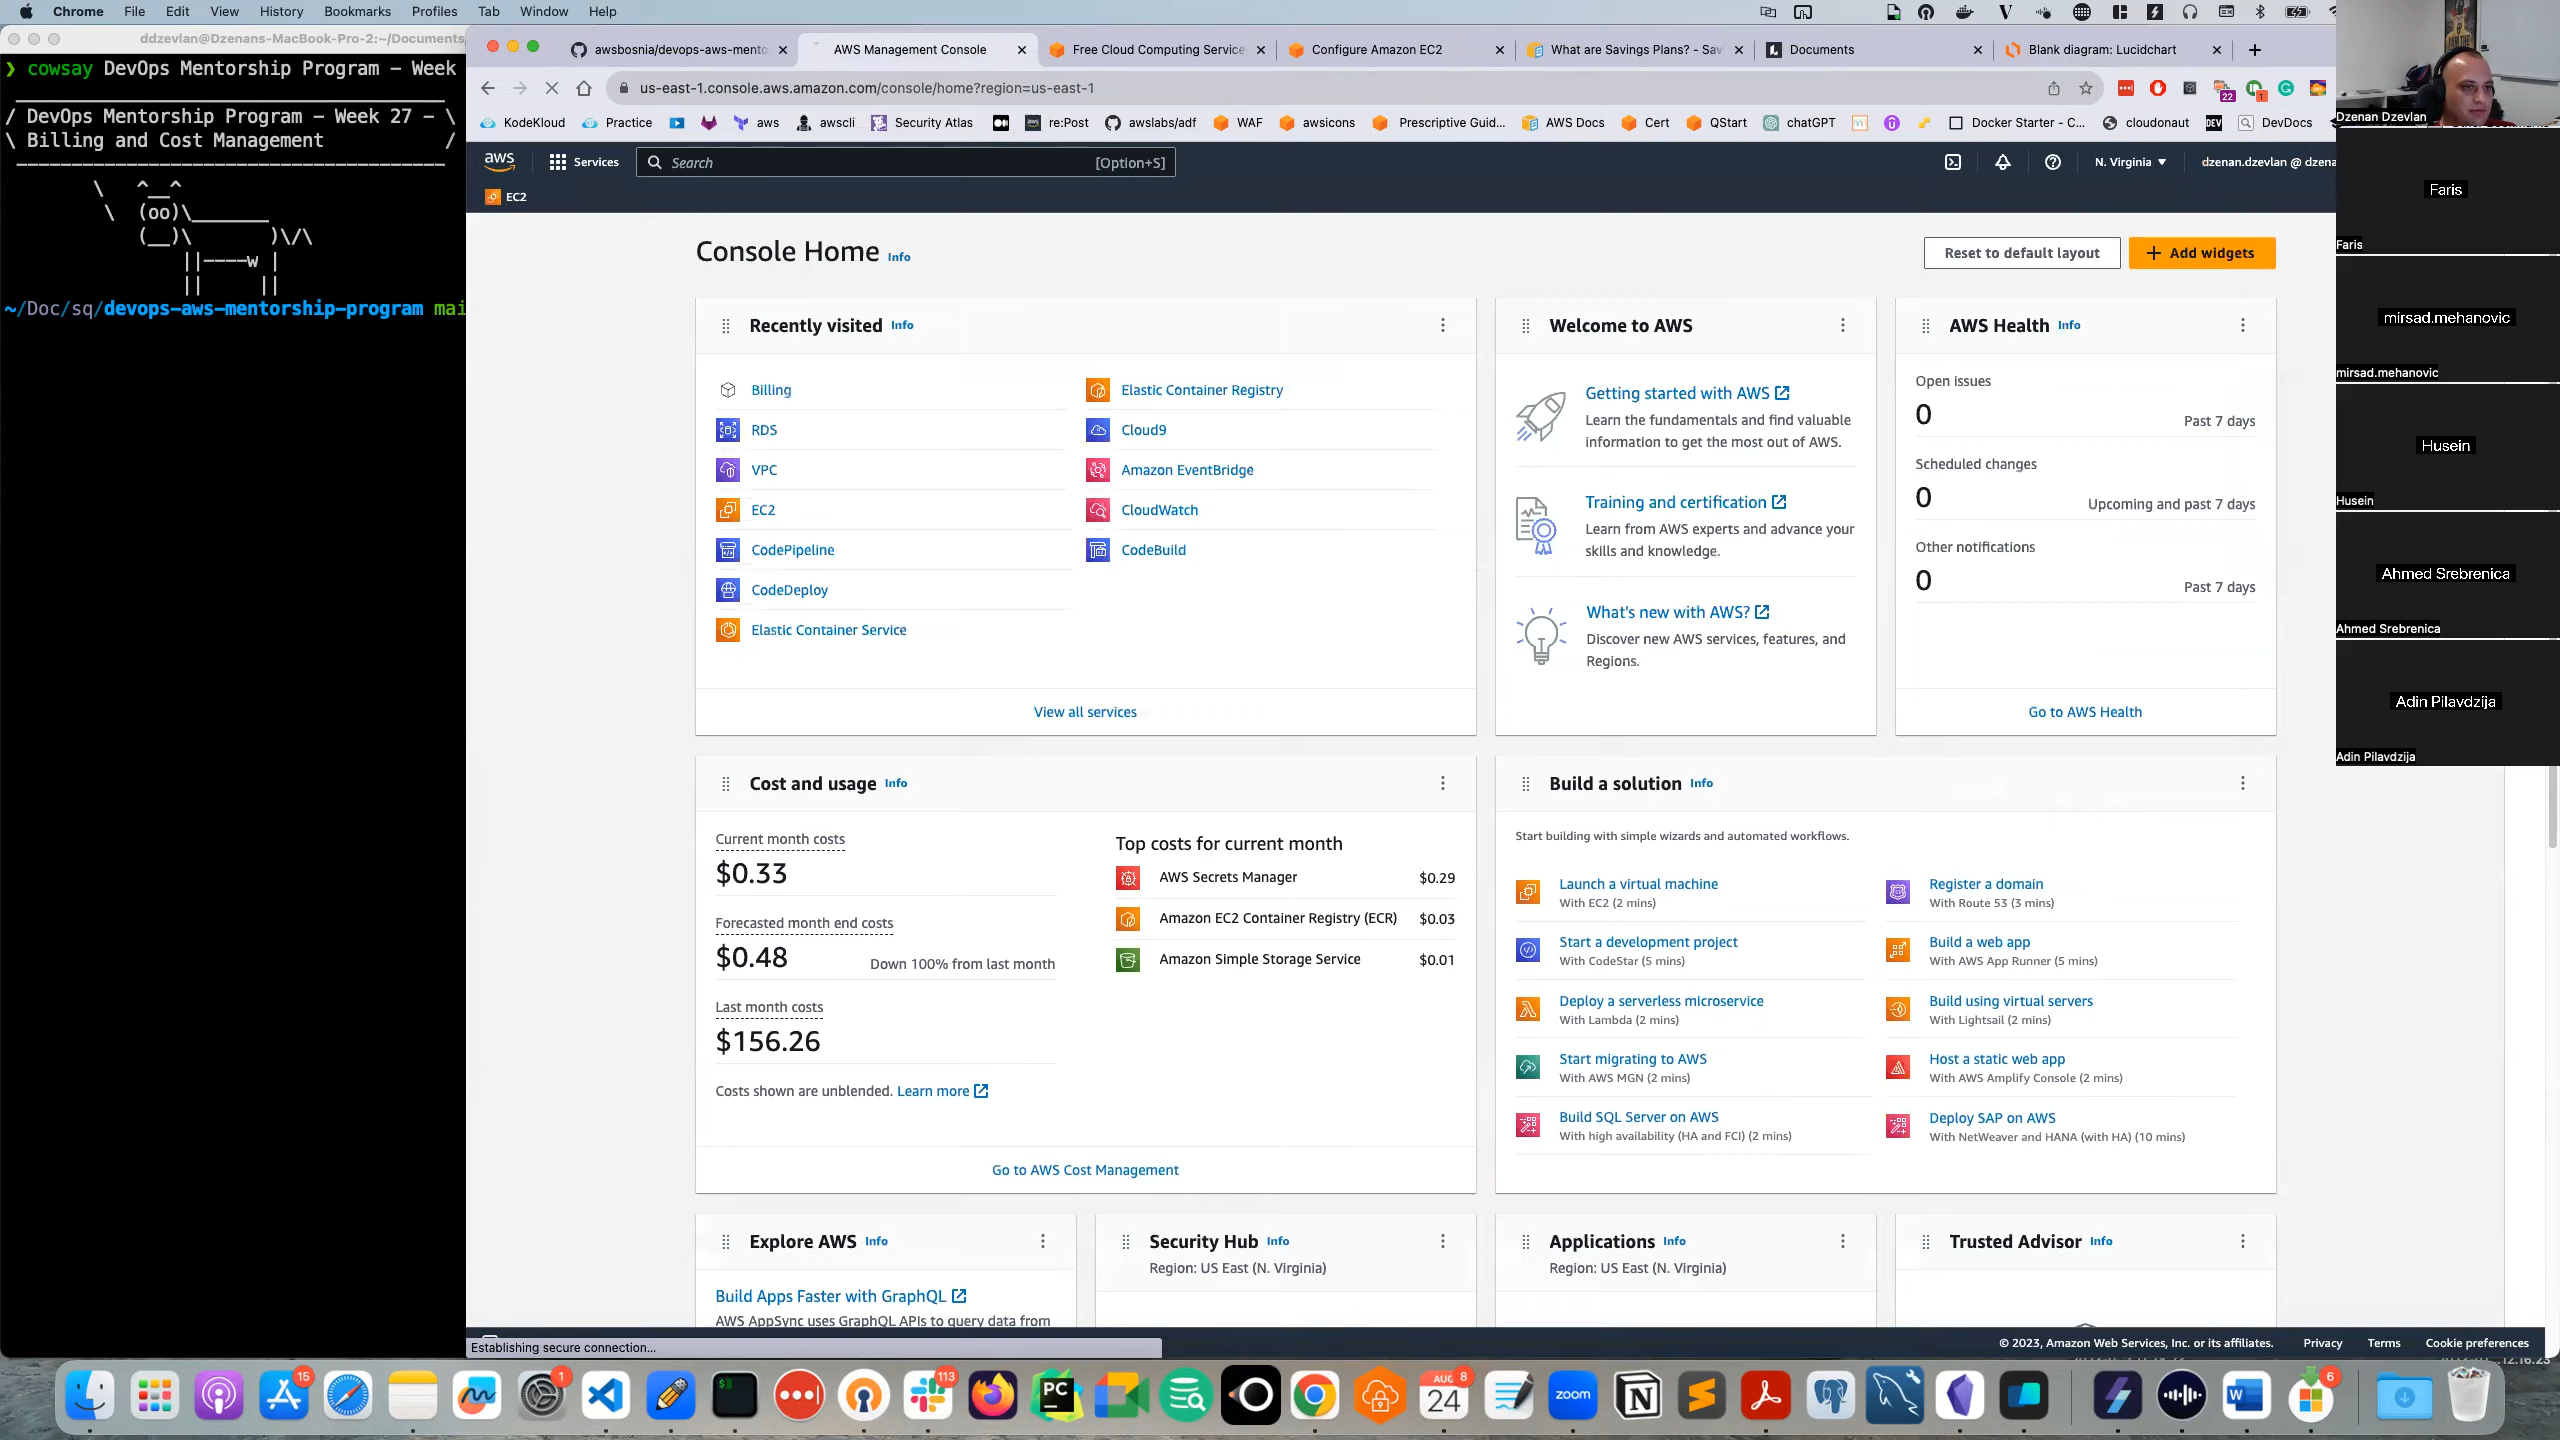 Chrome File Edit View History Bookmarks Profiles Tab Window Help
ddzevlan@Dzenans-MacBook-Pro-2:~/Documents
❯ cowsay DevOps Mentorship Program – Week
/ DevOps Mentorship Program – Week 27 – \
\ Billing and Cost Management /
\ ^__^
\ (oo)\_______
(__)\ )\/\
||----w |
|| ||
~/Doc/sq/devops-aws-mentorship-program mai
awsbosnia/devops-aws-mento
AWS Management Console
Free Cloud Computing Service
Configure Amazon EC2
What are Savings Plans? - Sav
Documents
Blank diagram: Lucidchart
us-east-1.console.aws.amazon.com/console/home?region=us-east-1
22
1
KodeKloud Practice aws awscli Security Atlas re:Post awslabs/adf WAF awsicons Prescriptive Guid... AWS Docs Cert QStart chatGPT Docker Starter - C... cloudonaut DEV DevDocs
aws Services Search [Option+S] N. Virginia dzenan.dzevlan @ dzena
EC2
Console Home Info
Reset to default layout
Add widgets
Recently visited Info
Billing
RDS
VPC
EC2
CodePipeline
CodeDeploy
Elastic Container Service
Elastic Container Registry
Cloud9
Amazon EventBridge
CloudWatch
CodeBuild
View all services
Welcome to AWS
Getting started with AWS
Learn the fundamentals and find valuable
information to get the most out of AWS.
Training and certification
Learn from AWS experts and advance your
skills and knowledge.
What's new with AWS?
Discover new AWS services, features, and
Regions.
AWS Health Info
Open issues
0 Past 7 days
Scheduled changes
0 Upcoming and past 7 days
Other notifications
0 Past 7 days
Go to AWS Health
Cost and usage Info
Current month costs
$0.33
Forecasted month end costs
$0.48 Down 100% from last month
Last month costs
$156.26
Costs shown are unblended. Learn more
Top costs for current month
AWS Secrets Manager $0.29
Amazon EC2 Container Registry (ECR) $0.03
Amazon Simple Storage Service $0.01
Go to AWS Cost Management
Build a solution Info
Start building with simple wizards and automated workflows.
Launch a virtual machine
With EC2 (2 mins)
Start a development project
With CodeStar (5 mins)
Deploy a serverless microservice
With Lambda (2 mins)
Start migrating to AWS
With AWS MGN (2 mins)
Build SQL Server on AWS
With high availability (HA and FCI) (2 mins)
Register a domain
With Route 53 (3 mins)
Build a web app
With AWS App Runner (5 mins)
Build using virtual servers
With Lightsail (2 mins)
Host a static web app
With AWS Amplify Console (2 mins)
Deploy SAP on AWS
With NetWeaver and HANA (with HA) (10 mins)
Explore AWS Info
Build Apps Faster with GraphQL
AWS AppSync uses GraphQL APIs to query data from
Security Hub Info
Region: US East (N. Virginia)
Applications Info
Region: US East (N. Virginia)
Trusted Advisor Info
Establishing secure connection...
© 2023, Amazon Web Services, Inc. or its affiliates. Privacy Terms Cookie preferences
Dzenan Dzevlan
Faris
Faris
mirsad.mehanovic
mirsad.mehanovic
Husein
Husein
Ahmed Srebrenica
Ahmed Srebrenica
Adin Pilavdzija
Adin Pilavdzija
15
1
113
PC
AUG
24
8
zoom
W
6